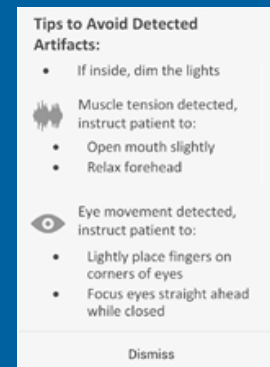 Tips to Avoid Detected
Artifacts:
• If inside, dim the lights
Muscle tension detected,
instruct patient to:
• Open mouth slightly
• Relax forehead
Eye movement detected,
instruct patient to:
• Lightly place fingers on
corners of eyes
• Focus eyes straight ahead
while closed
Dismiss